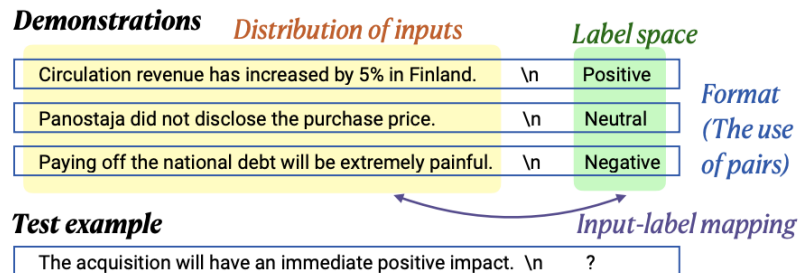 Demonstrations
Distribution of inputs
Label space
Circulation revenue has increased by 5% in Finland. \n Positive
Panostaja did not disclose the purchase price. \n Neutral
Paying off the national debt will be extremely painful. \n Negative
Format
(The use
of pairs)
Test example
Input-label mapping
The acquisition will have an immediate positive impact. \n ?